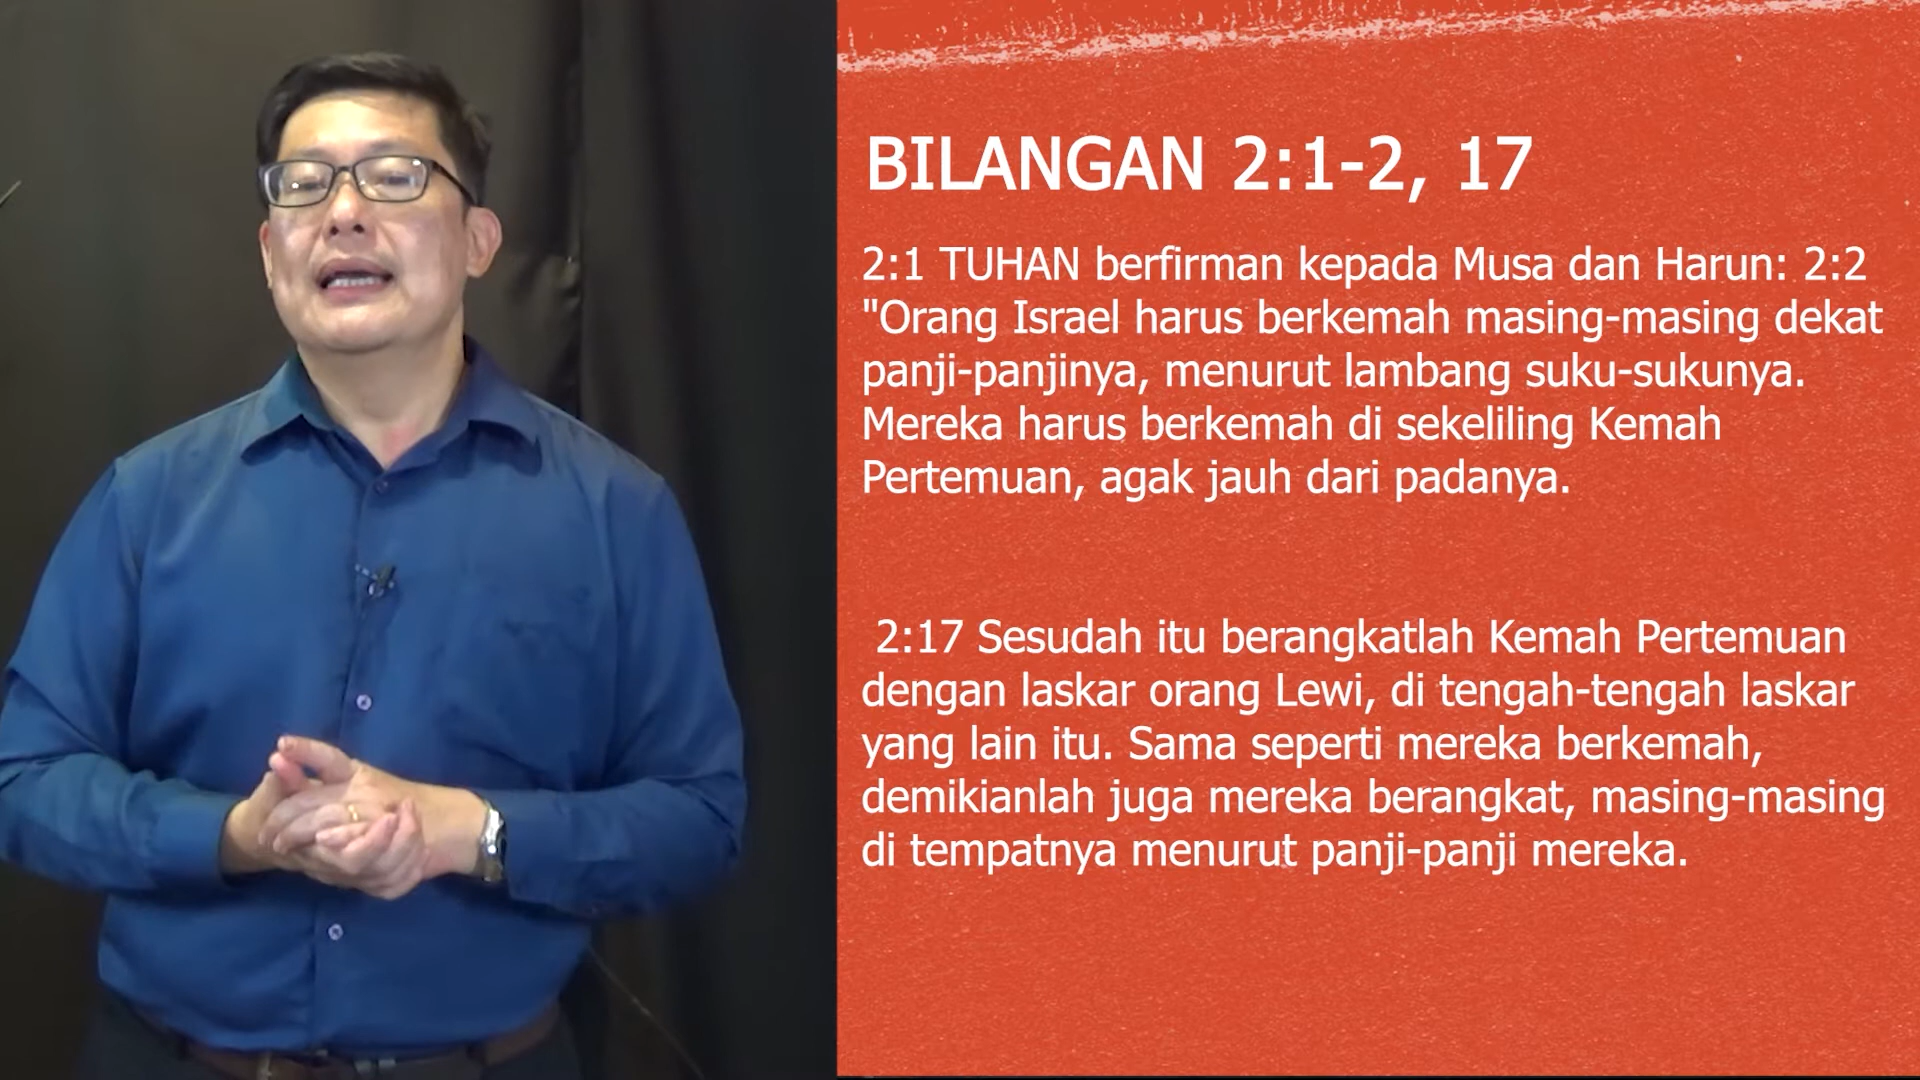 BILANGAN 2:1-2, 17
2:1 TUHAN berfirman kepada Musa dan Harun: 2:2
"Orang Israel harus berkemah masing-masing dekat
panji-panjinya, menurut lambang suku-sukunya.
Mereka harus berkemah di sekeliling Kemah
Pertemuan, agak jauh dari padanya.
2:17 Sesudah itu berangkatlah Kemah Pertemuan
dengan laskar orang Lewi, di tengah-tengah laskar
yang lain itu. Sama seperti mereka berkemah,
demikianlah juga mereka berangkat, masing-masing
di tempatnya menurut panji-panji mereka.